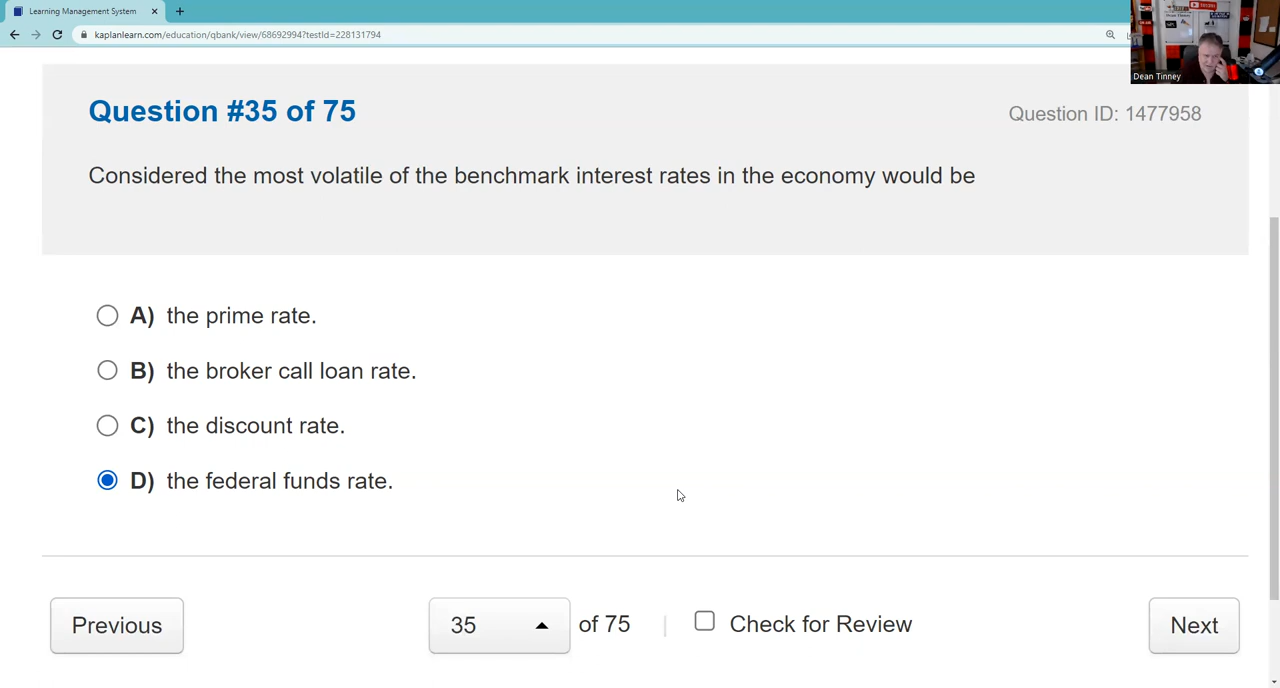 Learning Management System
kaplanlearn.com/education/qbank/view/68692994?testId=228131794
Dean Tinney
Question #35 of 75
Question ID: 1477958
Considered the most volatile of the benchmark interest rates in the economy would be
A) the prime rate.
B) the broker call loan rate.
C) the discount rate.
D) the federal funds rate.
Previous
35
of 75
Check for Review
Next